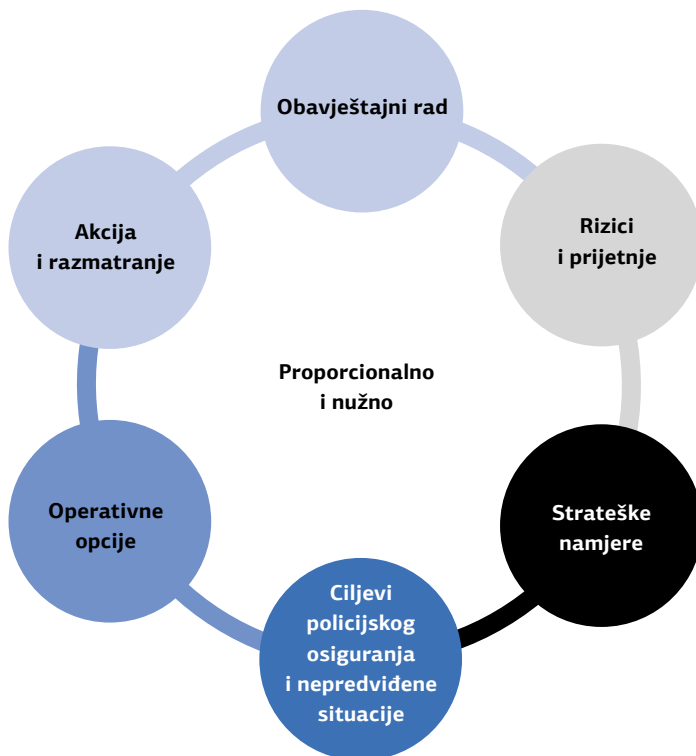 Obavještajni rad
Rizici
i prijetnje
Strateške
namjere
Ciljevi
policijskog
osiguranja
i nepredviđene
situacije
Operativne
opcije
Akcija
i razmatranje
Proporcionalno
i nužno